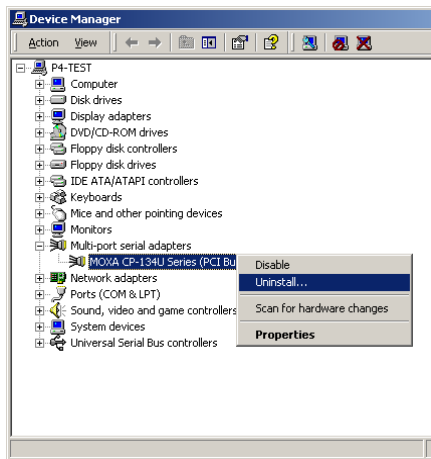 Device Manager
Action View
P4-TEST
Computer
Disk drives
Display adapters
DVD/CD-ROM drives
Floppy disk controllers
Floppy disk drives
IDE ATA/ATAPI controllers
Keyboards
Mice and other pointing devices
Monitors
Multi-port serial adapters
MOXA CP-134U Series (PCI Bu
Network adapters
Ports (COM & LPT)
Sound, video and game controllers
System devices
Universal Serial Bus controllers
Disable
Uninstall...
Scan for hardware changes
Properties